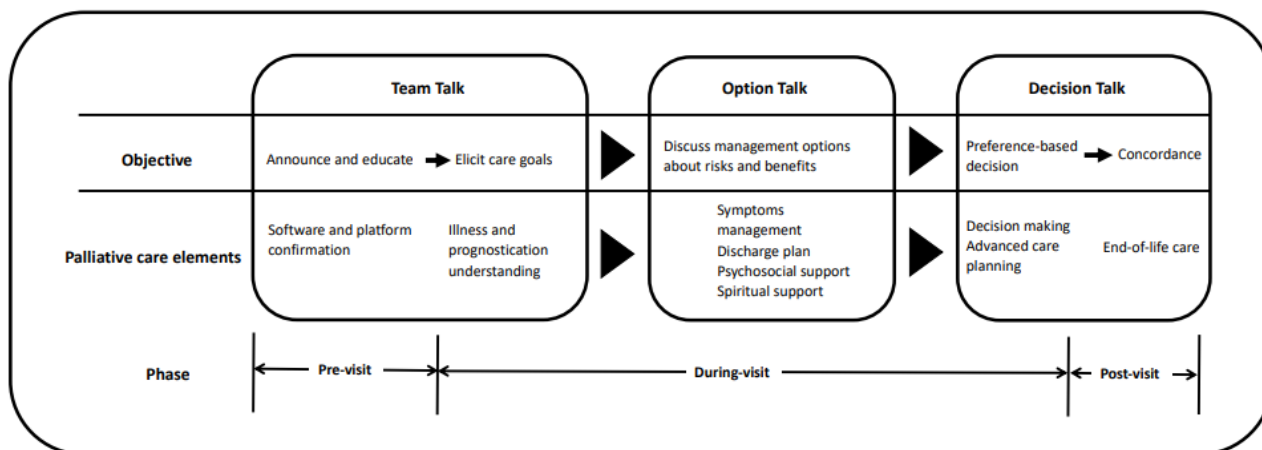 Team Talk
Option Talk
Decision Talk
Objective
Announce and educate
Elicit care goals
Discuss management options
about risks and benefits
Preference-based
decision
Concordance
Palliative care elements
Software and platform
confirmation
Illness and
prognostication
understanding
Symptoms
management
Discharge plan
Psychosocial support
Spiritual support
Decision making
Advanced care
planning
End-of-life care
Phase
Pre-visit
During-visit
Post-visit